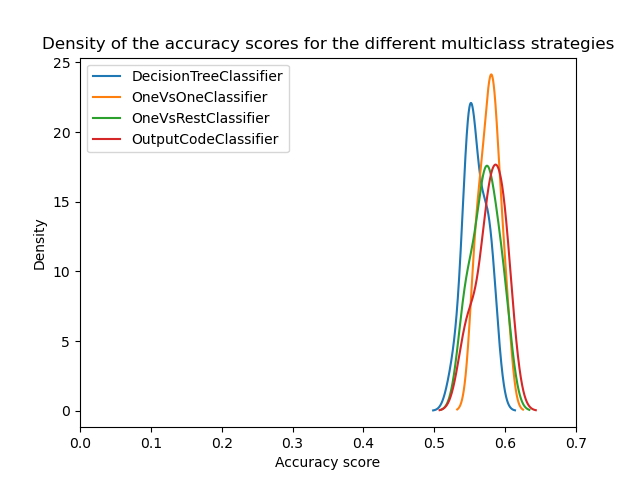 Density of the accuracy scores for the different multiclass strategies
25
20
15
10
5
0
Density
DecisionTreeClassifier
OneVsOneClassifier
OneVsRestClassifier
OutputCodeClassifier
0.0 0.1 0.2 0.3 0.4 0.5 0.6 0.7
Accuracy score